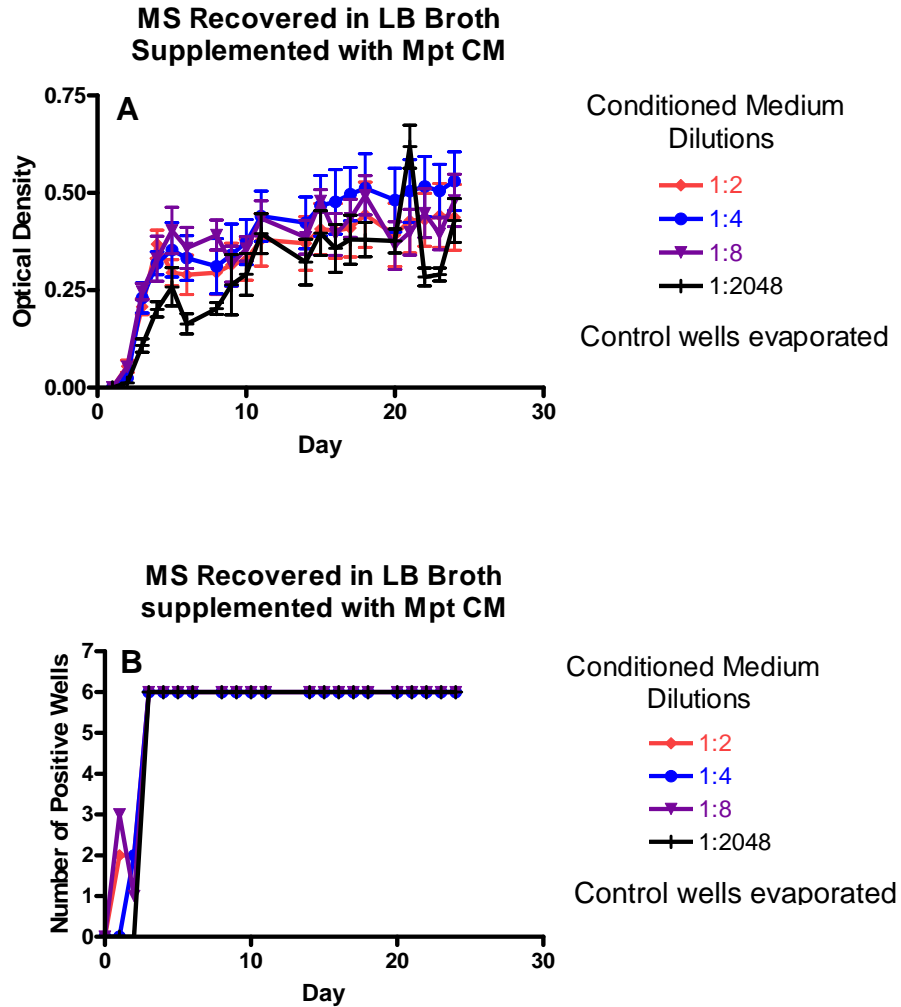 MS Recovered in LB Broth
Supplemented with Mpt CM
A
0.75
0.50
0.25
0.00
Optical Density
0
10
20
30
Day
Conditioned Medium
Dilutions
1:2
1:4
1:8
1:2048
Control wells evaporated
MS Recovered in LB Broth
supplemented with Mpt CM
B
7
6
5
4
3
2
1
0
Number of Positive Wells
0
10
20
30
Day
Conditioned Medium
Dilutions
1:2
1:4
1:8
1:2048
Control wells evaporated